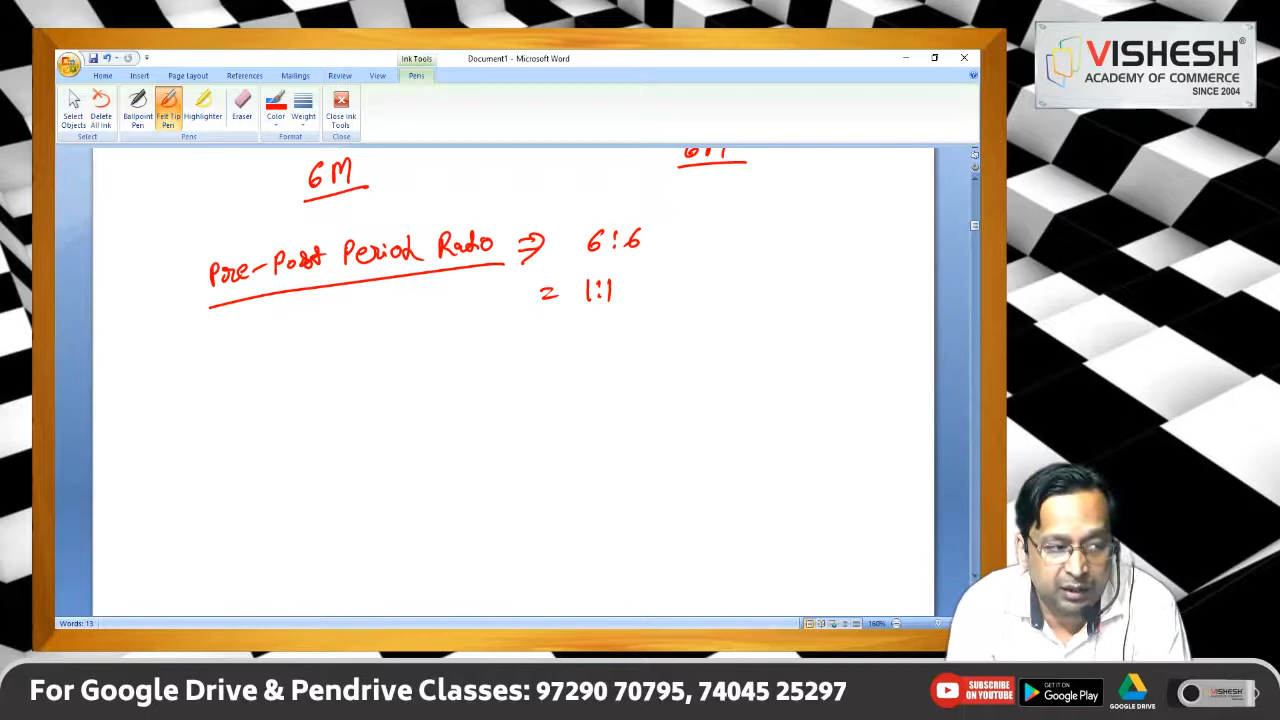 VISHESH
ACADEMY OF COMMERCE
SINCE 2004
Ink Tools
Document1 - Microsoft Word
Home
Insert
Page Layout
References
Mailings
Review
View
Pens
Select Objects
Delete All Ink
Ballpoint Pen
Felt Tip Pen
Highlighter
Eraser
Color
Weight
Close Ink Tools
Select
Pens
Format
Close
6M
6M
Pre-Post Period Ratio ⇒ 6:6
= 1:1
Words: 13
160%
For Google Drive & Pendrive Classes: 97290 70795, 74045 25297
SUBSCRIBE ON YOUTUBE
GET IT ON Google Play
GOOGLE DRIVE
VISHESH